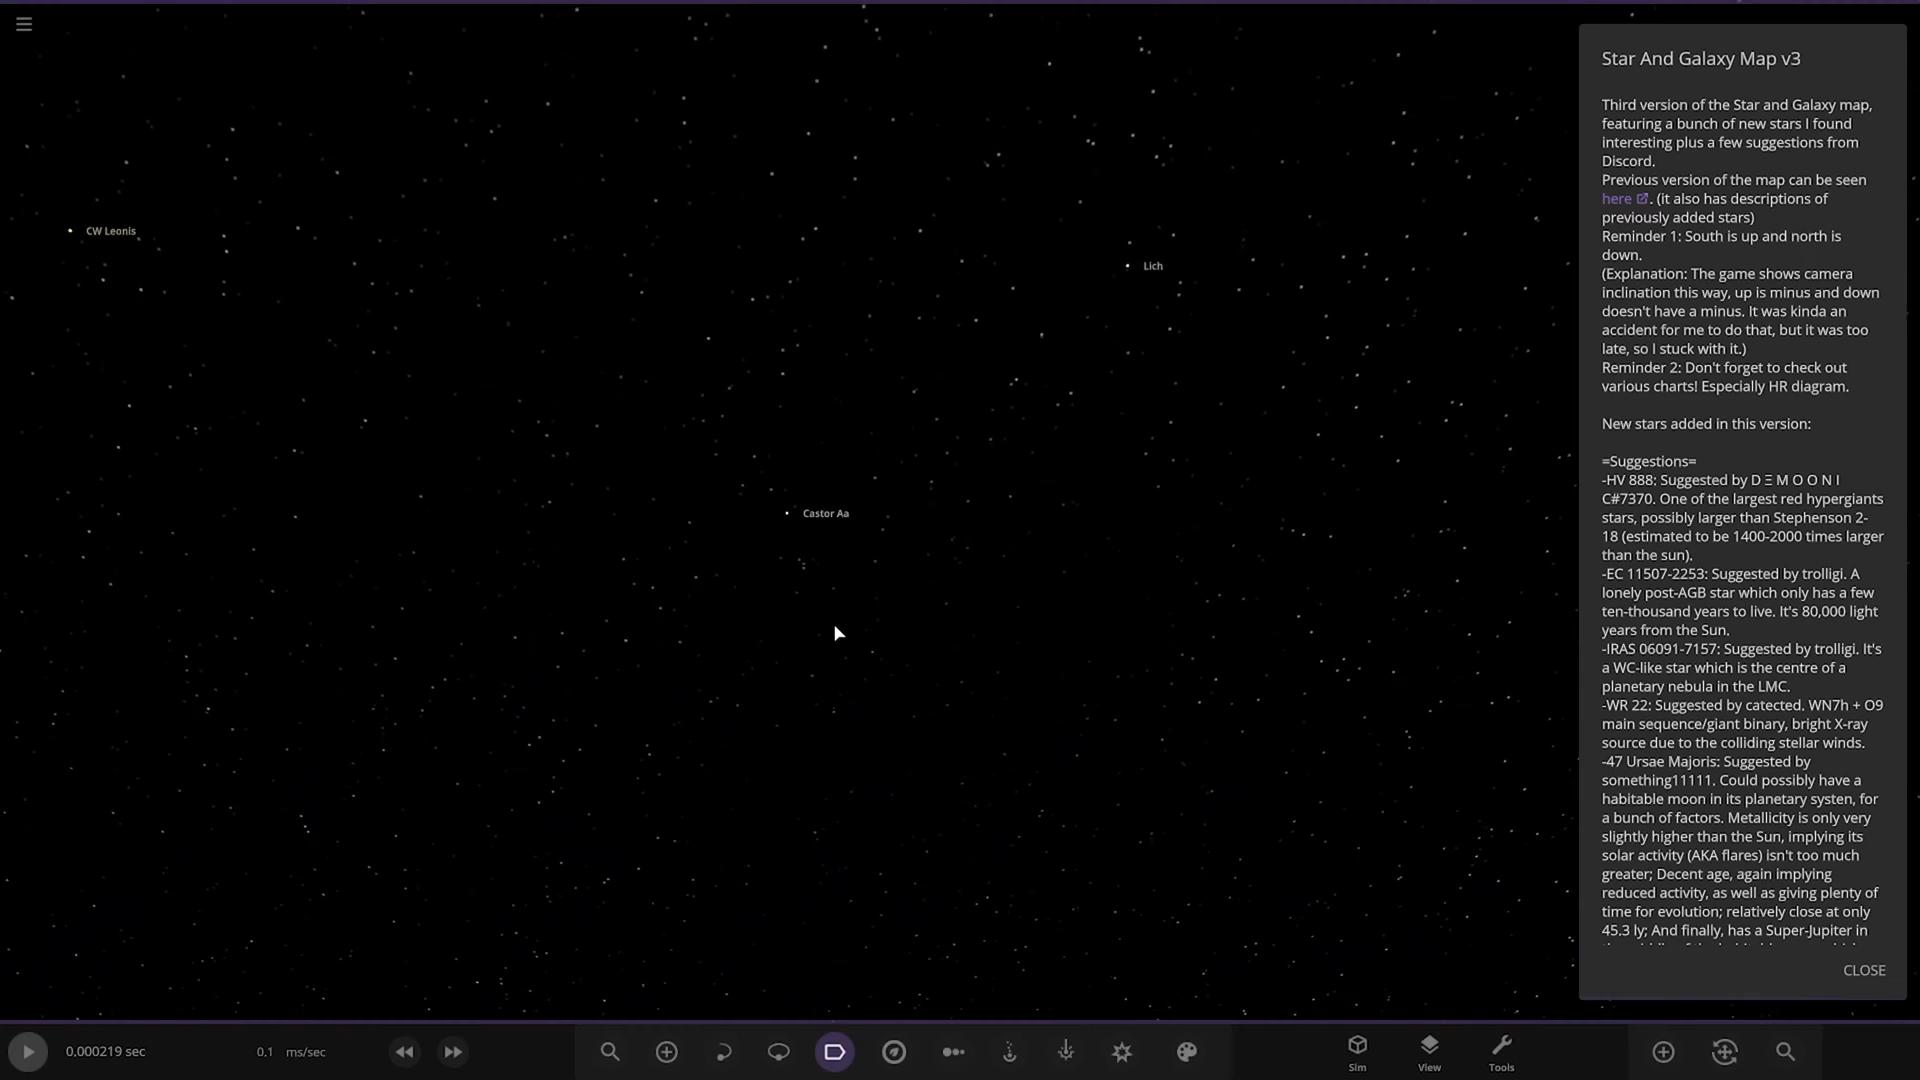 CW Leonis
Lich
Castor Aa
Star And Galaxy Map v3
Third version of the Star and Galaxy map,
featuring a bunch of new stars I found
interesting plus a few suggestions from
Discord.
Previous version of the map can be seen
here. (it also has descriptions of
previously added stars)
Reminder 1: South is up and north is
down.
(Explanation: The game shows camera
inclination this way, up is minus and down
doesn't have a minus. It was kinda an
accident for me to do that, but it was too
late, so I stuck with it.)
Reminder 2: Don't forget to check out
various charts! Especially HR diagram.
New stars added in this version:
=Suggestions=
-HV 888; Suggested by D Ξ M O O N I
C#7370. One of the largest red hypergiants
stars, possibly larger than Stephenson 2-
18 (estimated to be 1400-2000 times larger
than the sun).
-EC 11507-2253: Suggested by trolligi. A
lonely post-AGB star which only has a few
ten-thousand years to live. It's 80,000 light
years from the Sun.
-IRAS 06091-7157: Suggested by trolligi. It's
a WC-like star which is the centre of a
planetary nebula in the LMC.
-WR 22: Suggested by catected. WN7h + O9
main sequence/giant binary, bright X-ray
source due to the colliding stellar winds.
-47 Ursae Majoris: Suggested by
something11111. Could possibly have a
habitable moon in its planetary systen, for
a bunch of factors. Metallicity is only very
slightly higher than the Sun, implying its
solar activity (AKA flares) isn't too much
greater; Decent age, again implying
reduced activity, as well as giving plenty of
time for evolution; relatively close at only
45.3 ly; And finally, has a Super-Jupiter in
CLOSE
0.000219 sec
0.1 ms/sec
Sim
View
Tools